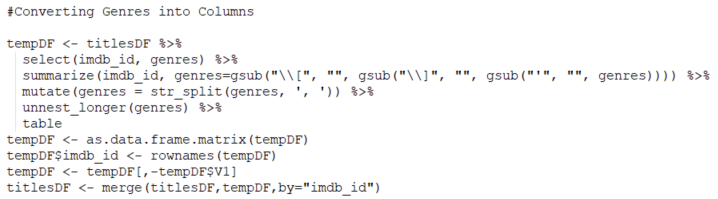 #Converting Genres into Columns

tempDF <- titlesDF %>%
  select(imdb_id, genres) %>%
  summarize(imdb_id, genres=gsub("\\[", "", gsub("\\]", "", gsub("'", "", genres)))) %>%
  mutate(genres = str_split(genres, ', ')) %>%
  unnest_longer(genres) %>%
  table
tempDF <- as.data.frame.matrix(tempDF)
tempDF$imdb_id <- rownames(tempDF)
tempDF <- tempDF[,-tempDF$V1]
titlesDF <- merge(titlesDF,tempDF,by="imdb_id")